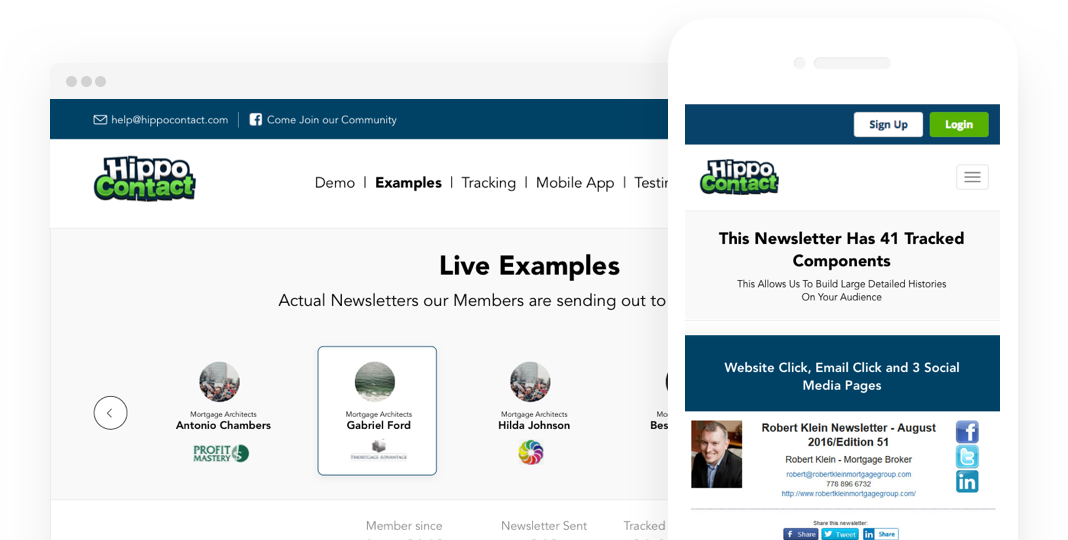 help@hippocontact.com
Come Join our Community
Hippo
Contact
Demo | Examples | Tracking | Mobile App |
Live Examples
Actual Newsletters our Members are sending out to
Mortgage Architects
Antonio Chambers
PROFIT
MASTERY
Mortgage Architects
Gabriel Ford
Mortgage Architects
Hilda Johnson
Member since
Newsletter Sent
Tracked
Sign Up
Login
Hippo
Contact
This Newsletter Has 41 Tracked
Components
This Allows Us To Build Large Detailed Histories
On Your Audience
Website Click, Email Click and 3 Social
Media Pages
Robert Klein Newsletter - August
2016/Edition 51
Robert Klein - Mortgage Broker
robert@robertkleinmortgagegroup.com
778 896 6732
http://www.robertkleinmortgagegroup.com/
Share this newsletter:
Share
Tweet
Share